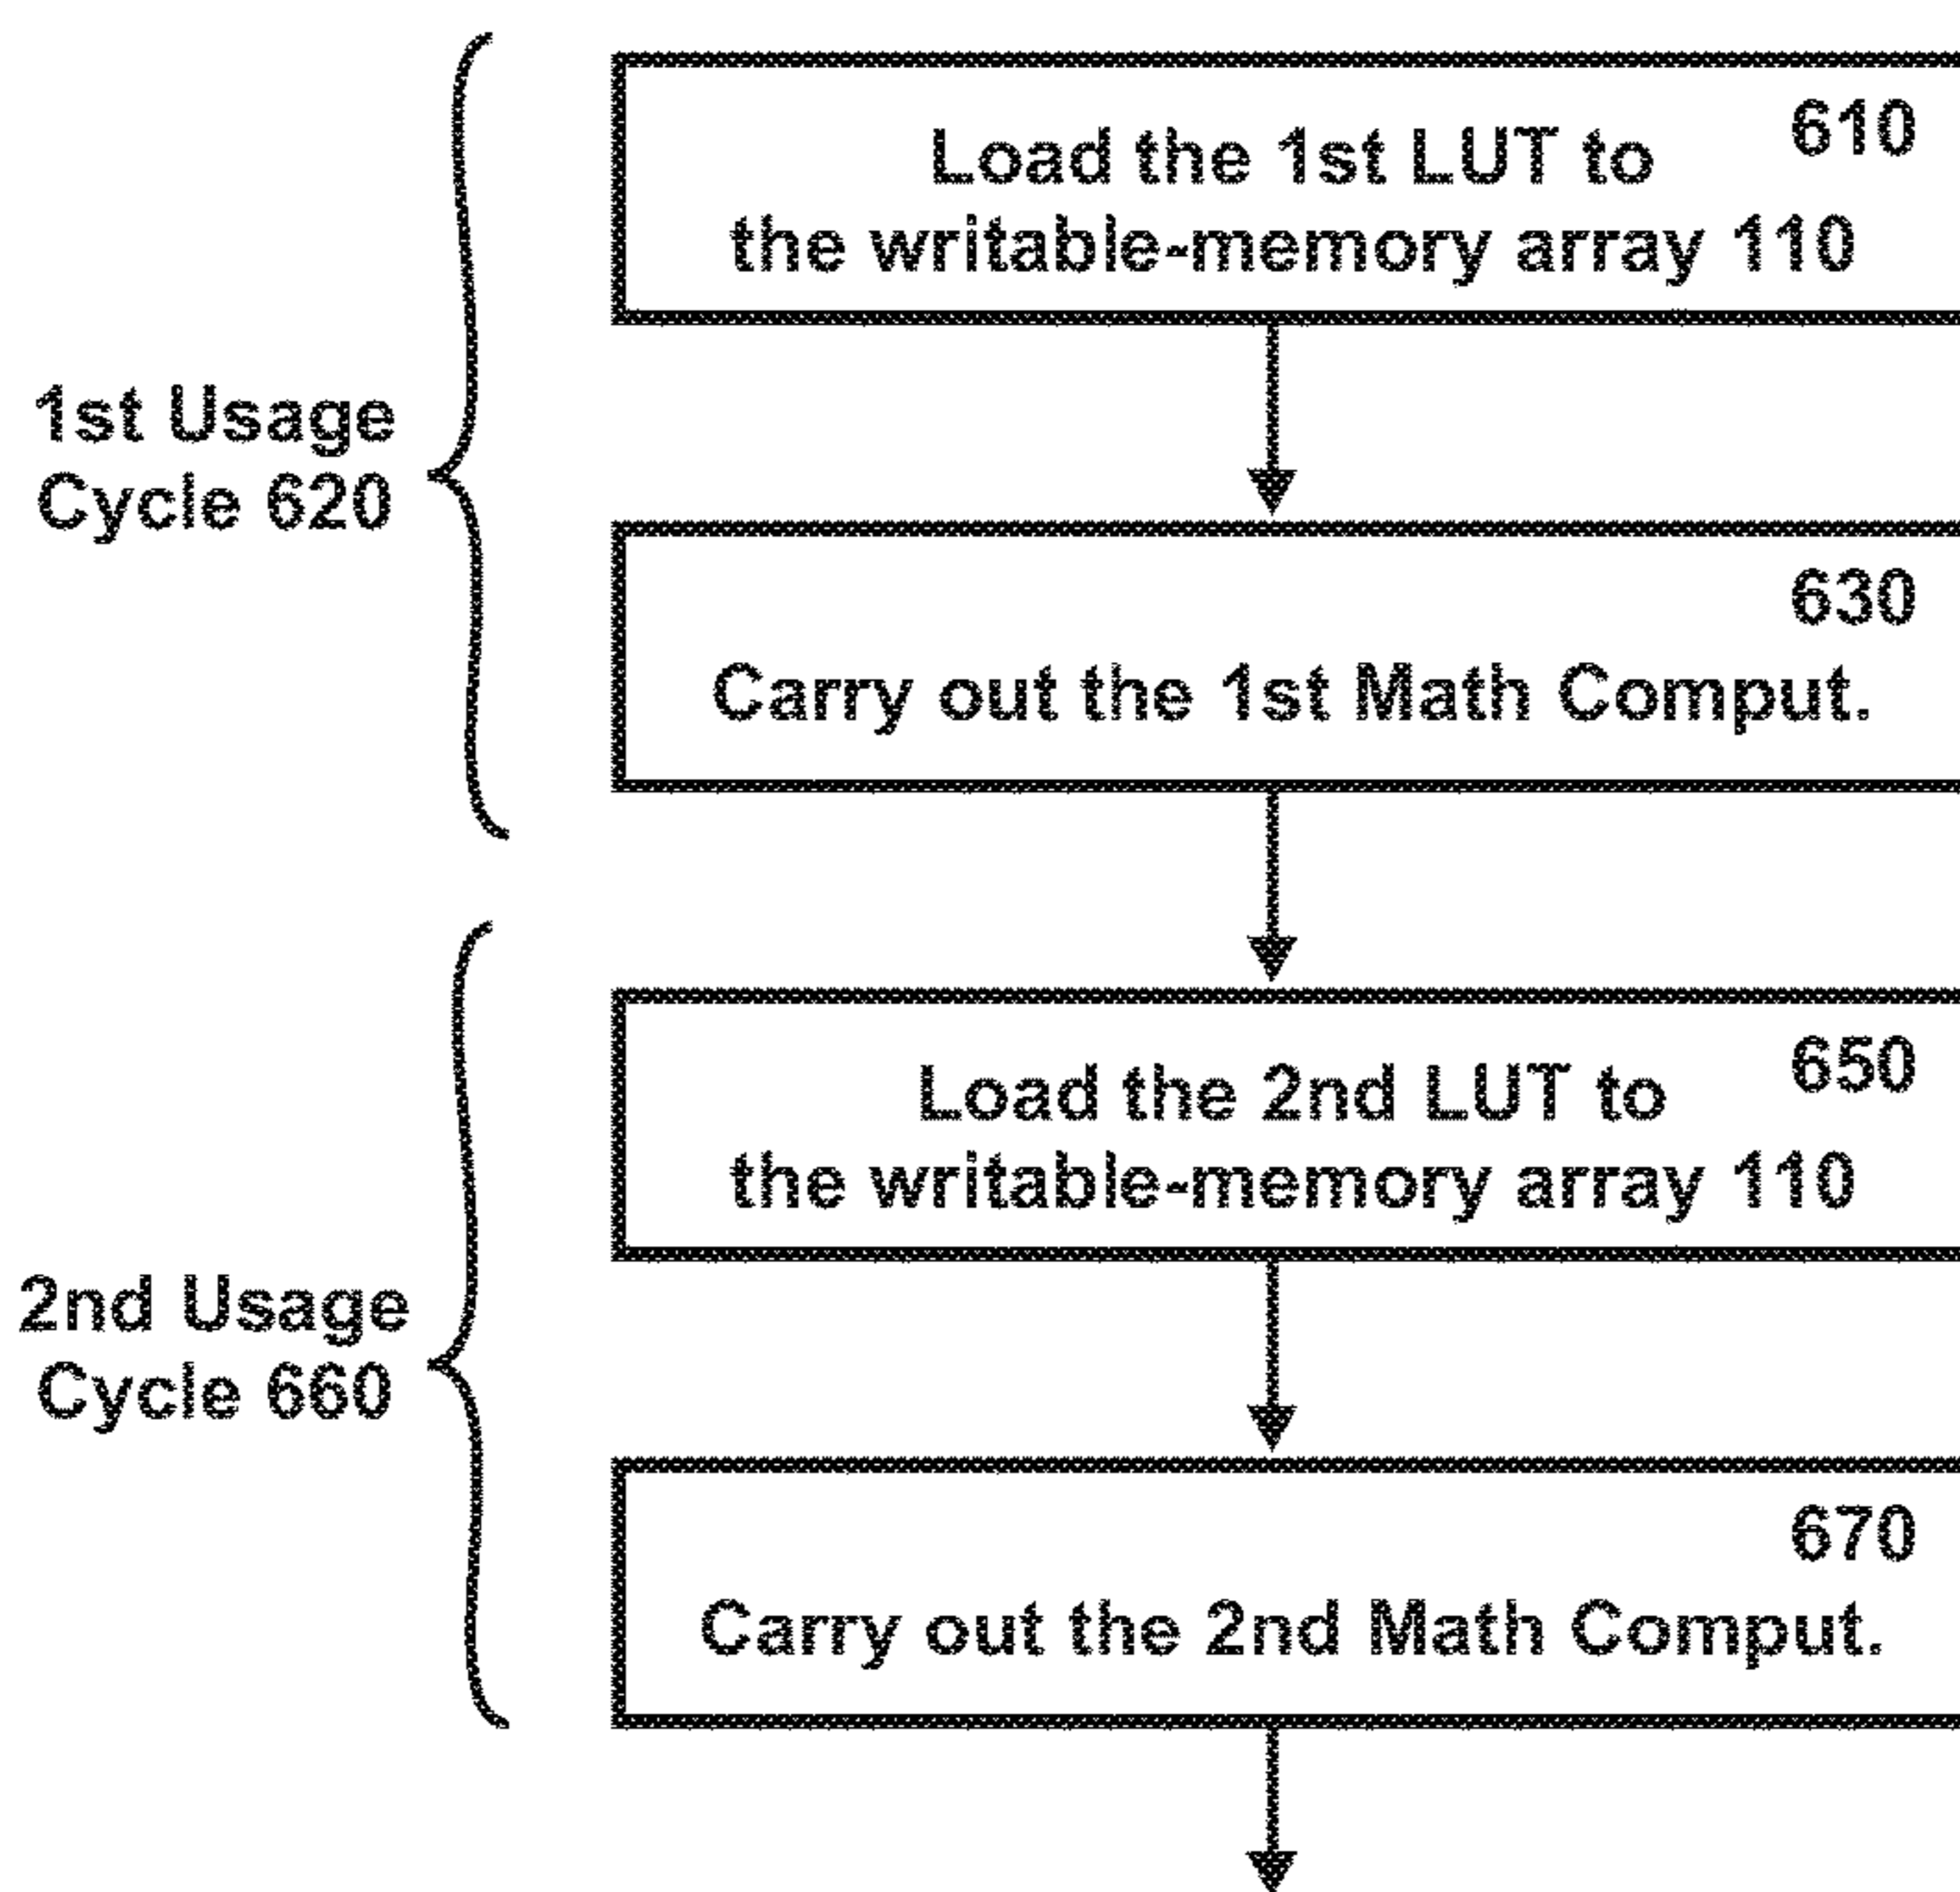 610
Load the 1st LUT to
the writable-memory array 110
1st Usage
Cycle 620
630
Carry out the 1st Math Comput.
650
Load the 2nd LUT to
the writable-memory array 110
2nd Usage
Cycle 660
670
Carry out the 2nd Math Comput.